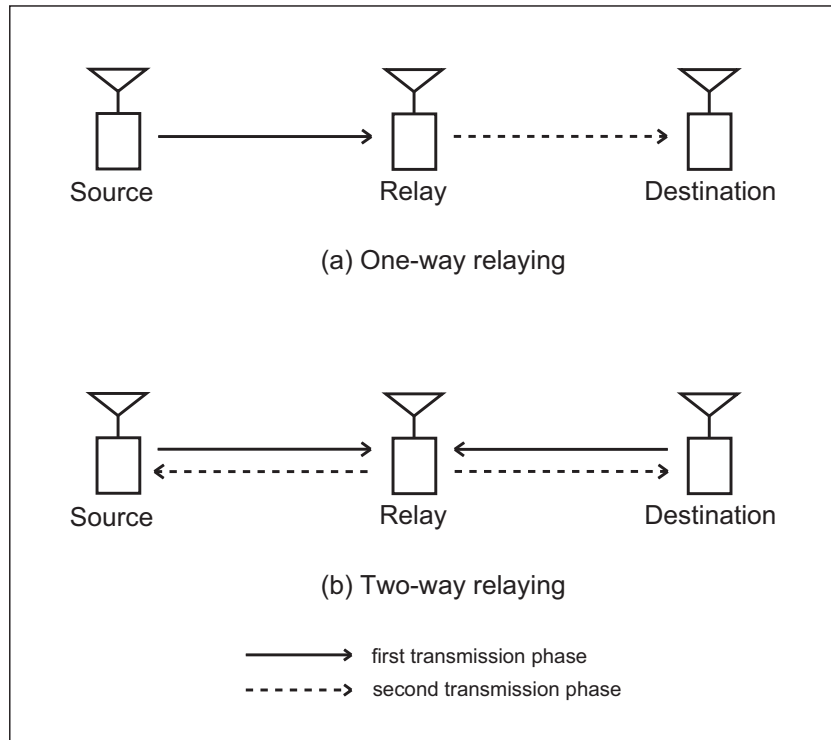 Source Relay Destination
(a) One-way relaying
Source Relay Destination
(b) Two-way relaying
first transmission phase
second transmission phase